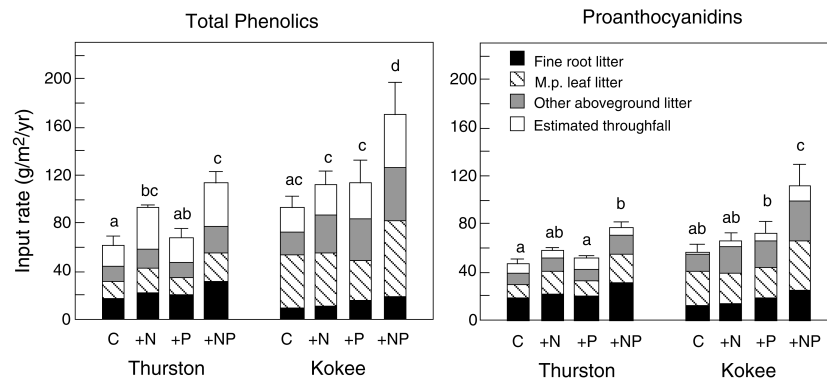 Total Phenolics
Proanthocyanidins
Input rate (g/m²/yr)
200
160
120
80
40
0
a
bc
ab
c
ac
c
c
d
C
+N
+P
+NP
C
+N
+P
+NP
Thurston
Kokee
200
160
120
80
40
0
Fine root litter
M.p. leaf litter
Other aboveground litter
Estimated throughfall
a
ab
a
b
ab
ab
b
c
C
+N
+P
+NP
C
+N
+P
+NP
Thurston
Kokee